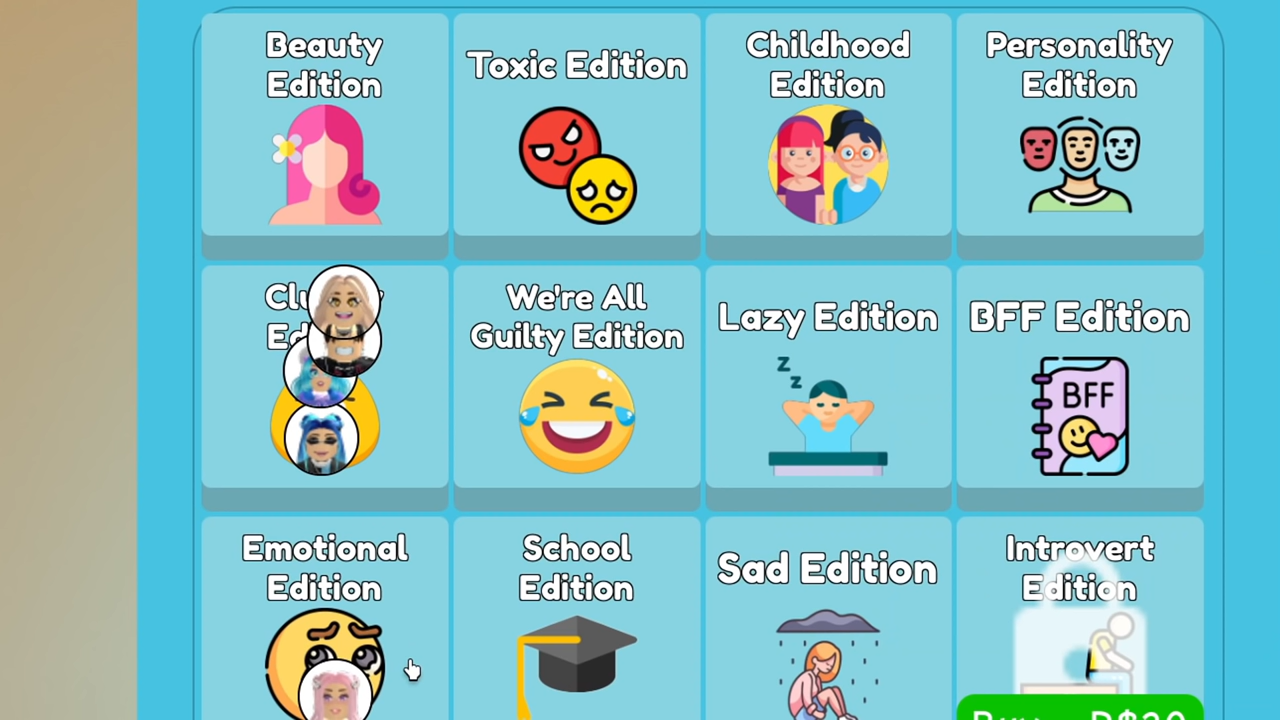 Beauty
Edition
Toxic Edition
Childhood
Edition
Personality
Edition
We're All
Guilty Edition
Lazy Edition
BFF Edition
BFF
z
z
Emotional
Edition
School
Edition
Sad Edition
Introvert
Edition